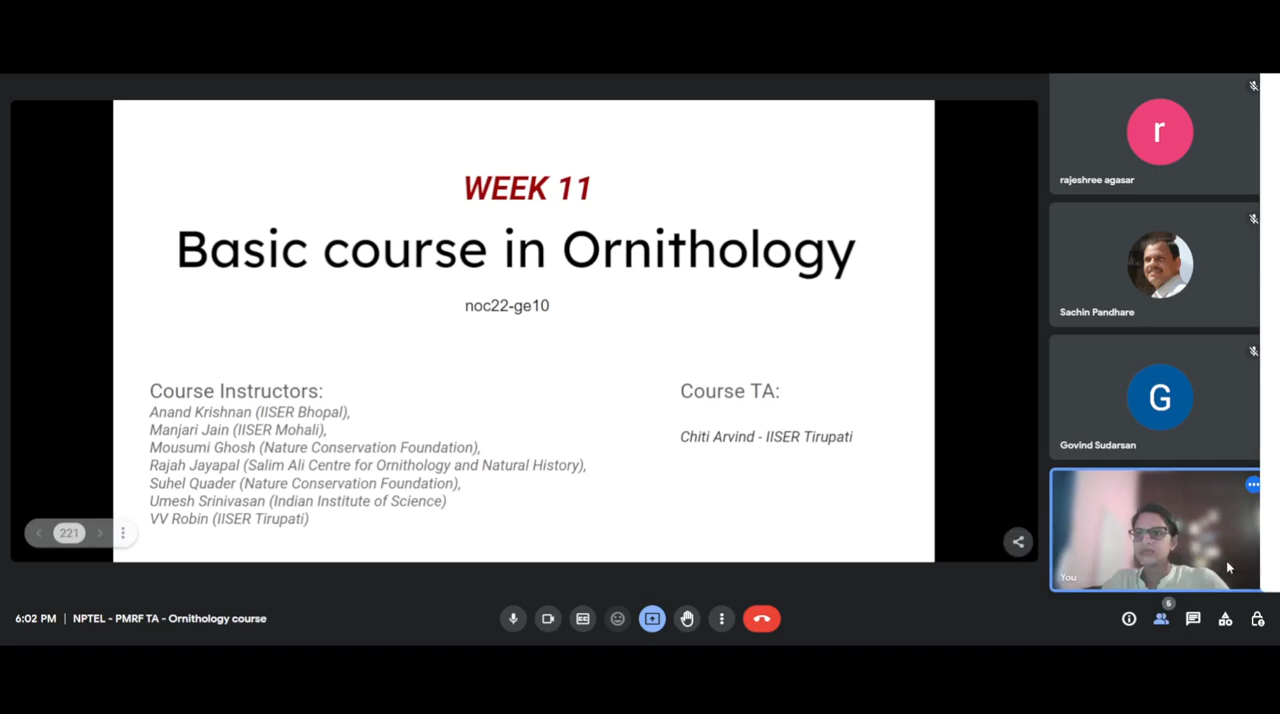 WEEK 11
Basic course in Ornithology
noc22-ge10
Course Instructors:
Anand Krishnan (IISER Bhopal),
Manjari Jain (IISER Mohali),
Mousumi Ghosh (Nature Conservation Foundation),
Rajah Jayapal (Salim Ali Centre for Ornithology and Natural History),
Suhel Quader (Nature Conservation Foundation),
Umesh Srinivasan (Indian Institute of Science)
VV Robin (IISER Tirupati)
Course TA:
Chiti Arvind - IISER Tirupati
221
r
rajeshree agasar
Sachin Pandhare
G
Govind Sudarsan
You
6:02 PM | NPTEL - PMRF TA - Ornithology course
CC
5